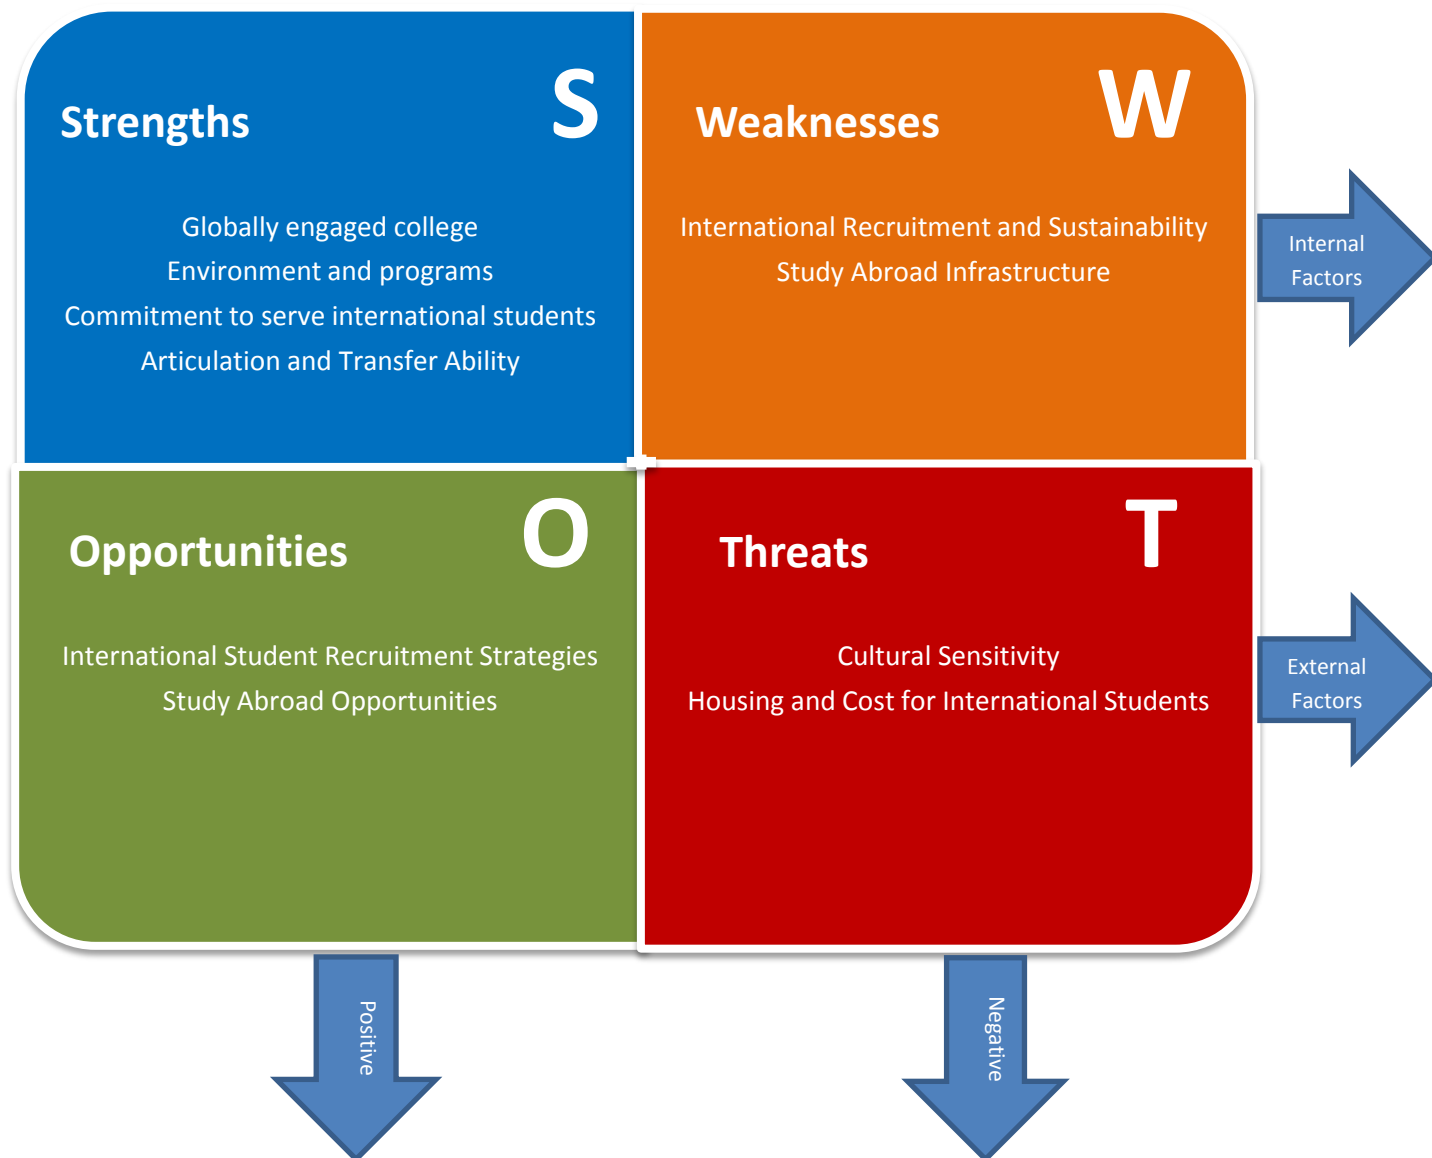 Strengths
S
Globally engaged college
Environment and programs
Commitment to serve international students
Articulation and Transfer Ability
Weaknesses
W
International Recruitment and Sustainability
Study Abroad Infrastructure
Internal
Factors
Opportunities
O
International Student Recruitment Strategies
Study Abroad Opportunities
Threats
T
Cultural Sensitivity
Housing and Cost for International Students
External
Factors
Positive
Negative